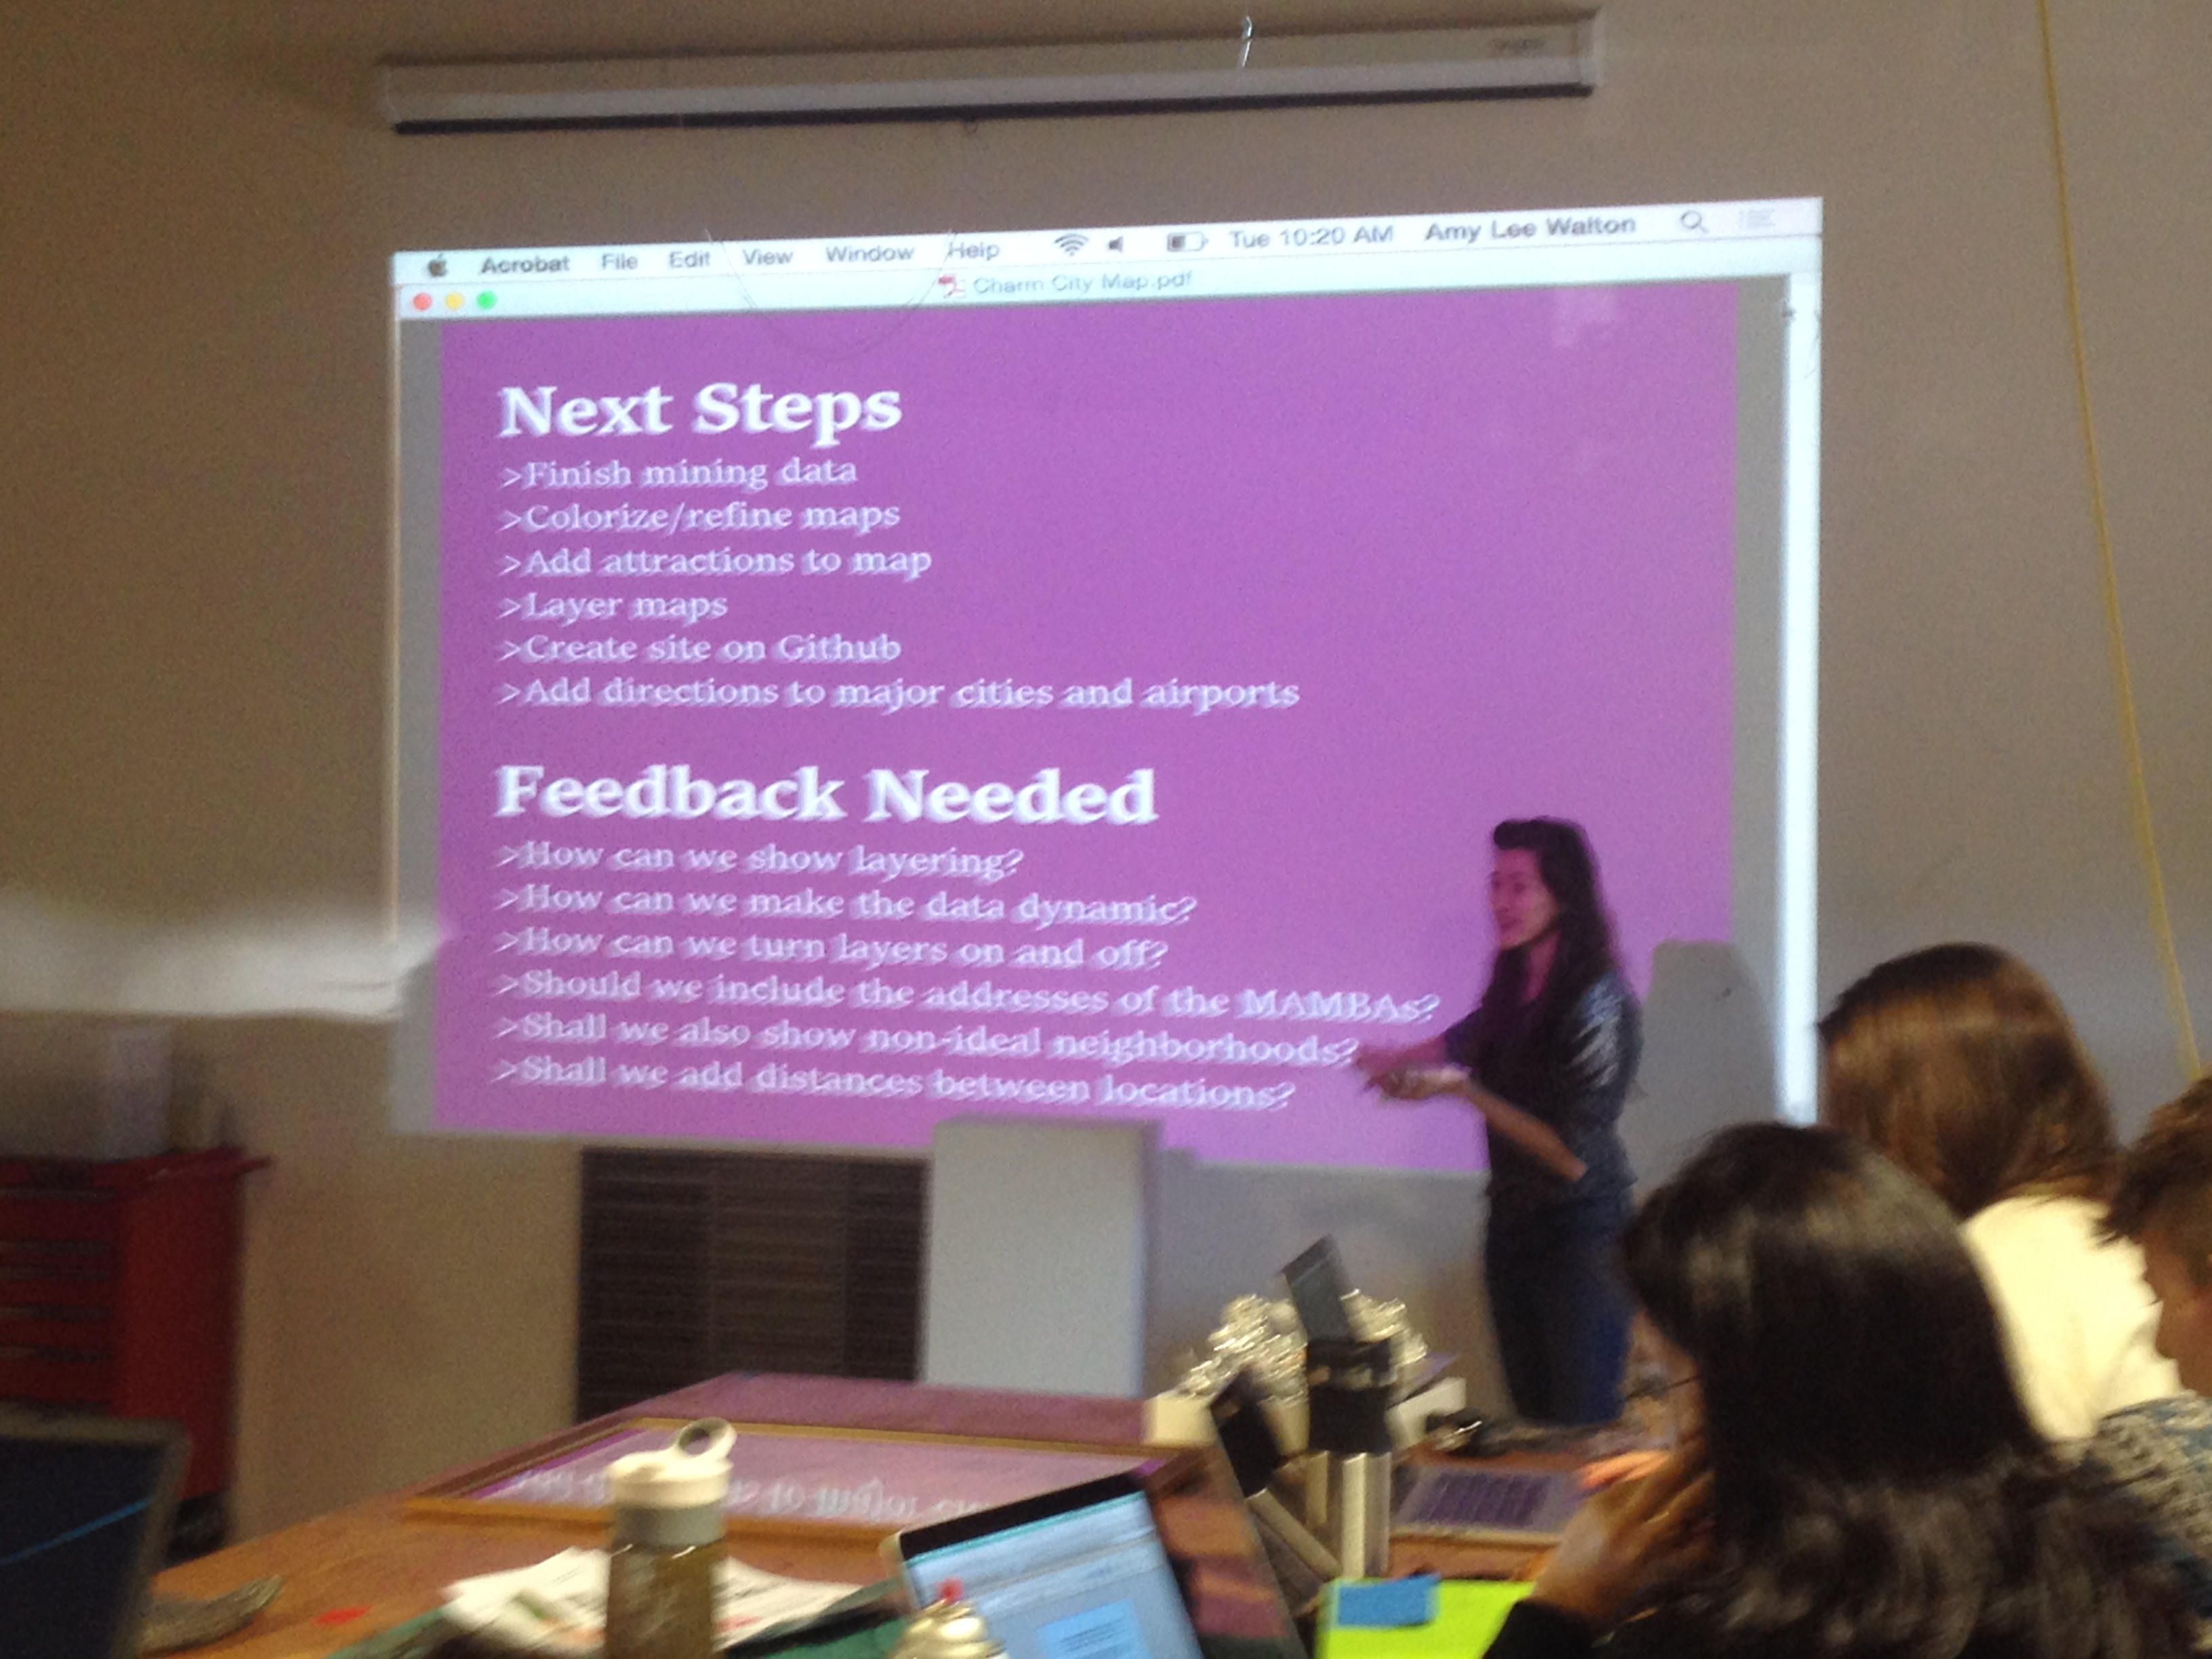 Acrobat File Edit View Window Help Tue 10:20 AM Amy Lee Walton
Charm City Map.pdf
Next Steps
>Finish mining data
>Colorize/refine maps
>Add attractions to map
>Layer maps
>Create site on Github
>Add directions to major cities and airports
Feedback Needed
>How can we show layering?
>How can we make the data dynamic?
>How can we turn layers on and off?
>Should we include the addresses of the MAMBAs?
>Shall we also show non-ideal neighborhoods?
>Shall we add distances between locations?